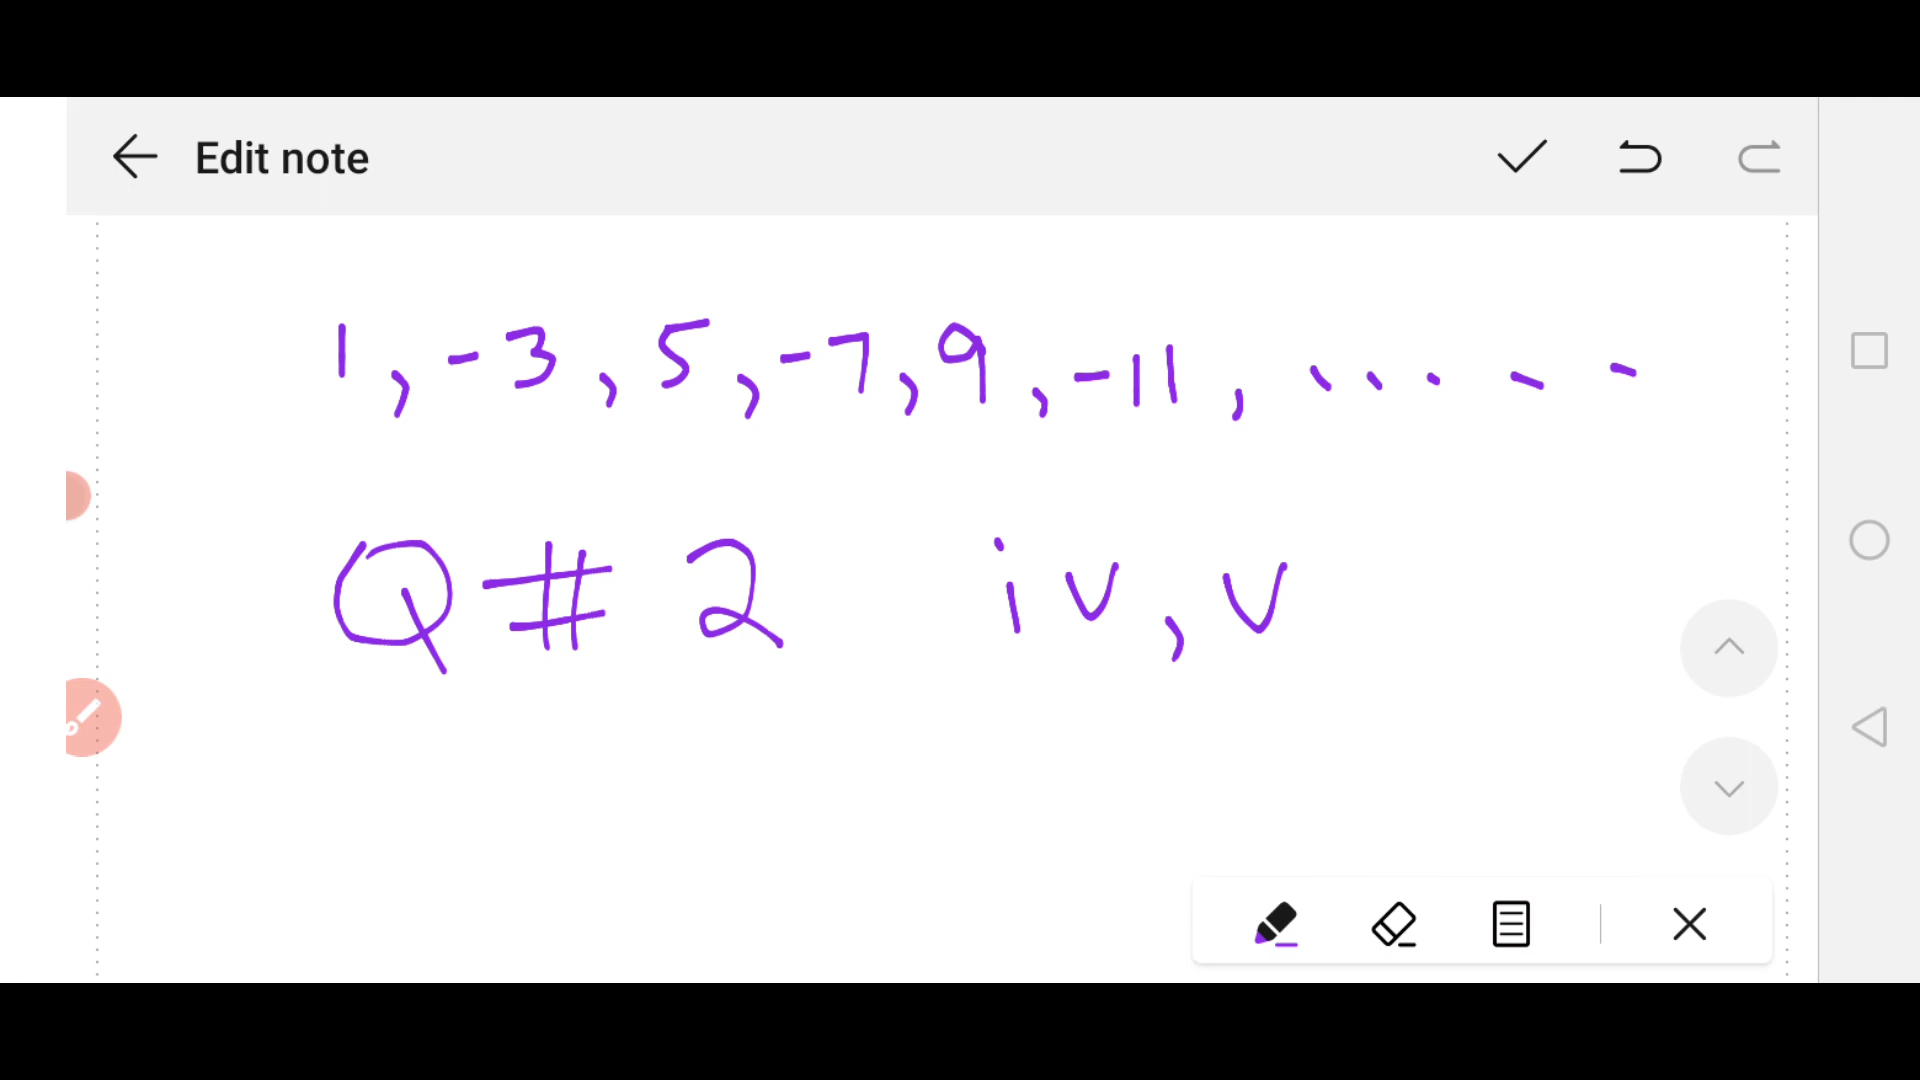 Edit note
1, -3, 5, -7, 9, -11, ... - -
Q # 2 iv, v